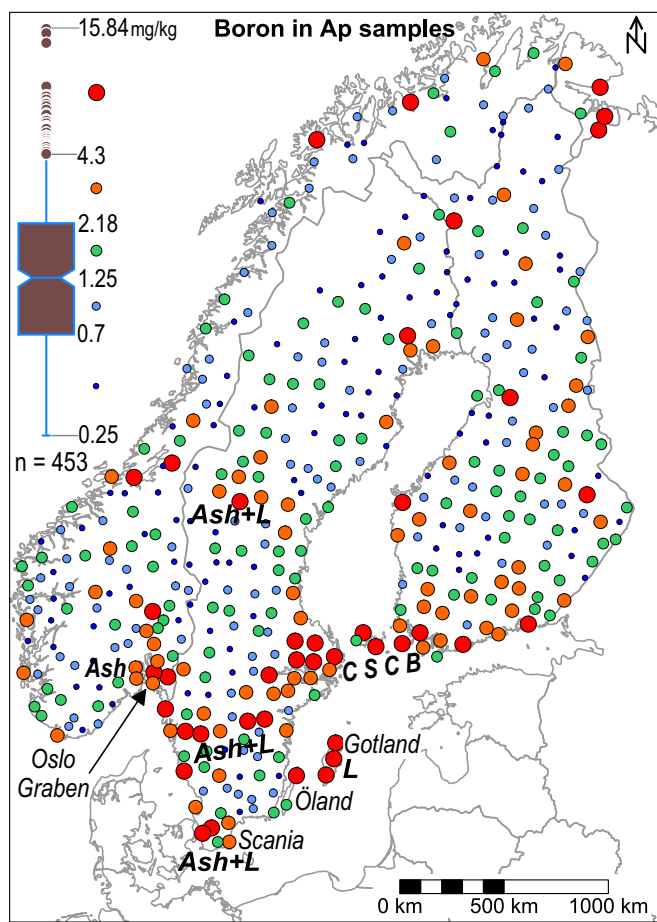 Boron in Ap samples
N
15.84 mg/kg
4.3
2.18
1.25
0.7
0.25
n = 453
Ash+L
Ash
C S C B
Oslo
Graben
Ash+L
Gotland
L
Öland
Scania
Ash+L
0 km 500 km 1000 km